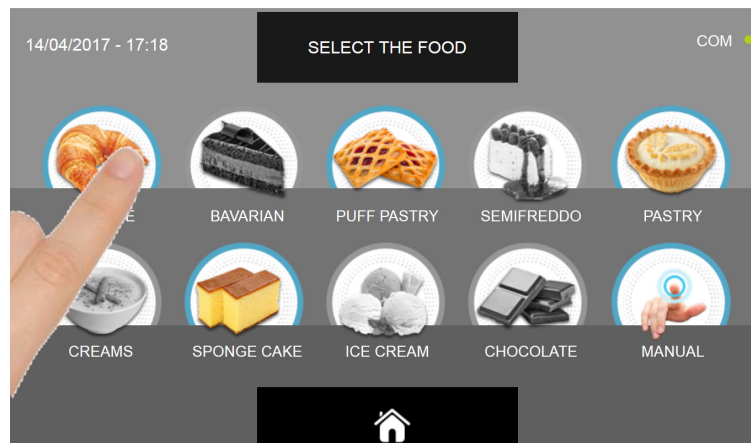 14/04/2017 - 17:18
SELECT THE FOOD
COM
BAVARIAN
PUFF PASTRY
SEMIFREDDO
PASTRY
CREAMS
SPONGE CAKE
ICE CREAM
CHOCOLATE
MANUAL